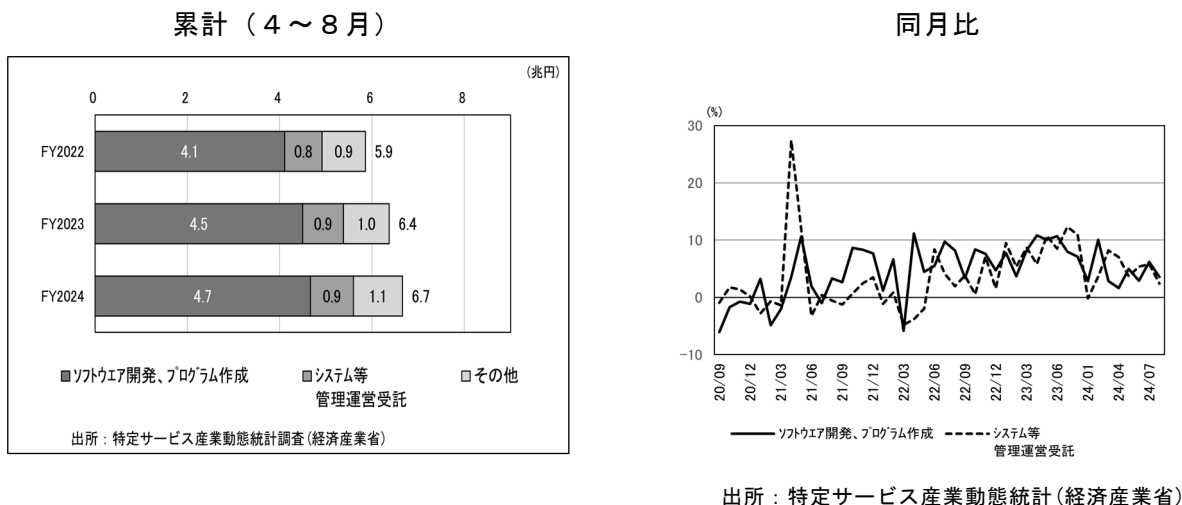 累計（4～8月）
(兆円)
0 2 4 6 8
FY2022 4.1 0.8 0.9 5.9
FY2023 4.5 0.9 1.0 6.4
FY2024 4.7 0.9 1.1 6.7
ソフトウエア開発、プログラム作成 システム等 その他
管理運営受託
出所：特定サービス産業動態統計調査(経済産業省)
同月比
(%)
30
20
10
0
-10
20/09 20/12 21/03 21/06 21/09 21/12 22/03 22/06 22/09 22/12 23/03 23/06 23/06 24/01 24/04 24/07
ソフトウエア開発、プログラム作成 システム等
管理運営受託
出所：特定サービス産業動態統計(経済産業省)